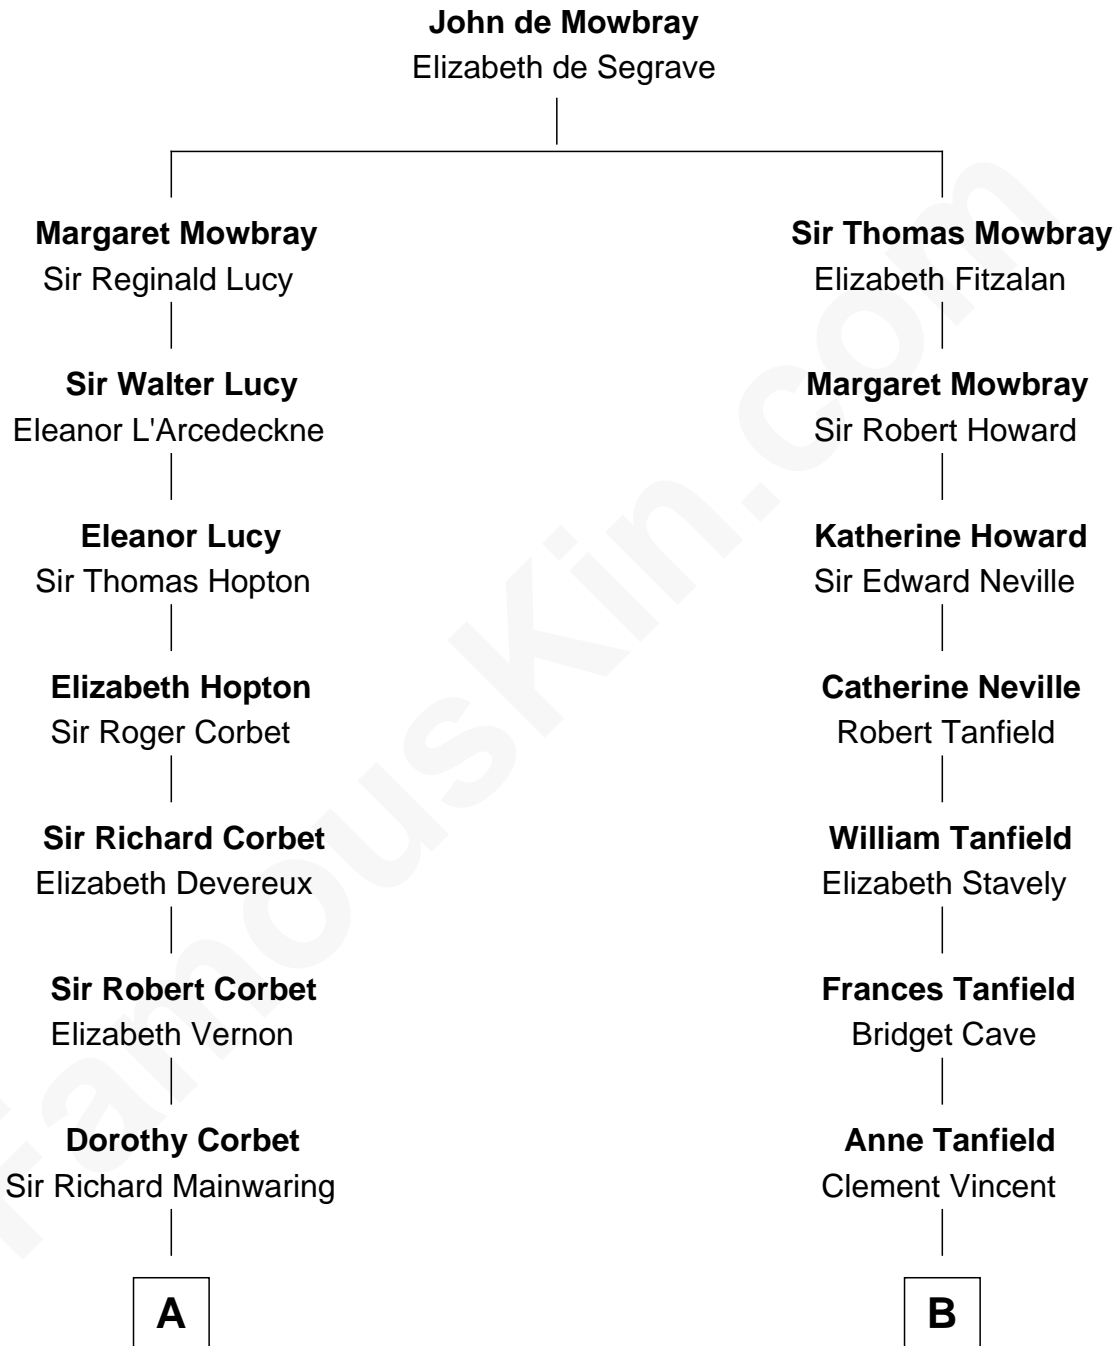 John de Mowbray
Elizabeth de Segrave
Margaret Mowbray
Sir Reginald Lucy
Sir Walter Lucy
Eleanor L'Arcedeckne
Eleanor Lucy
Sir Thomas Hopton
Elizabeth Hopton
Sir Roger Corbet
Sir Richard Corbet
Elizabeth Devereux
Sir Robert Corbet
Elizabeth Vernon
Dorothy Corbet
Sir Richard Mainwaring
A
Sir Thomas Mowbray
Elizabeth Fitzalan
Margaret Mowbray
Sir Robert Howard
Katherine Howard
Sir Edward Neville
Catherine Neville
Robert Tanfield
William Tanfield
Elizabeth Stavely
Frances Tanfield
Bridget Cave
Anne Tanfield
Clement Vincent
B
FamousKin.com